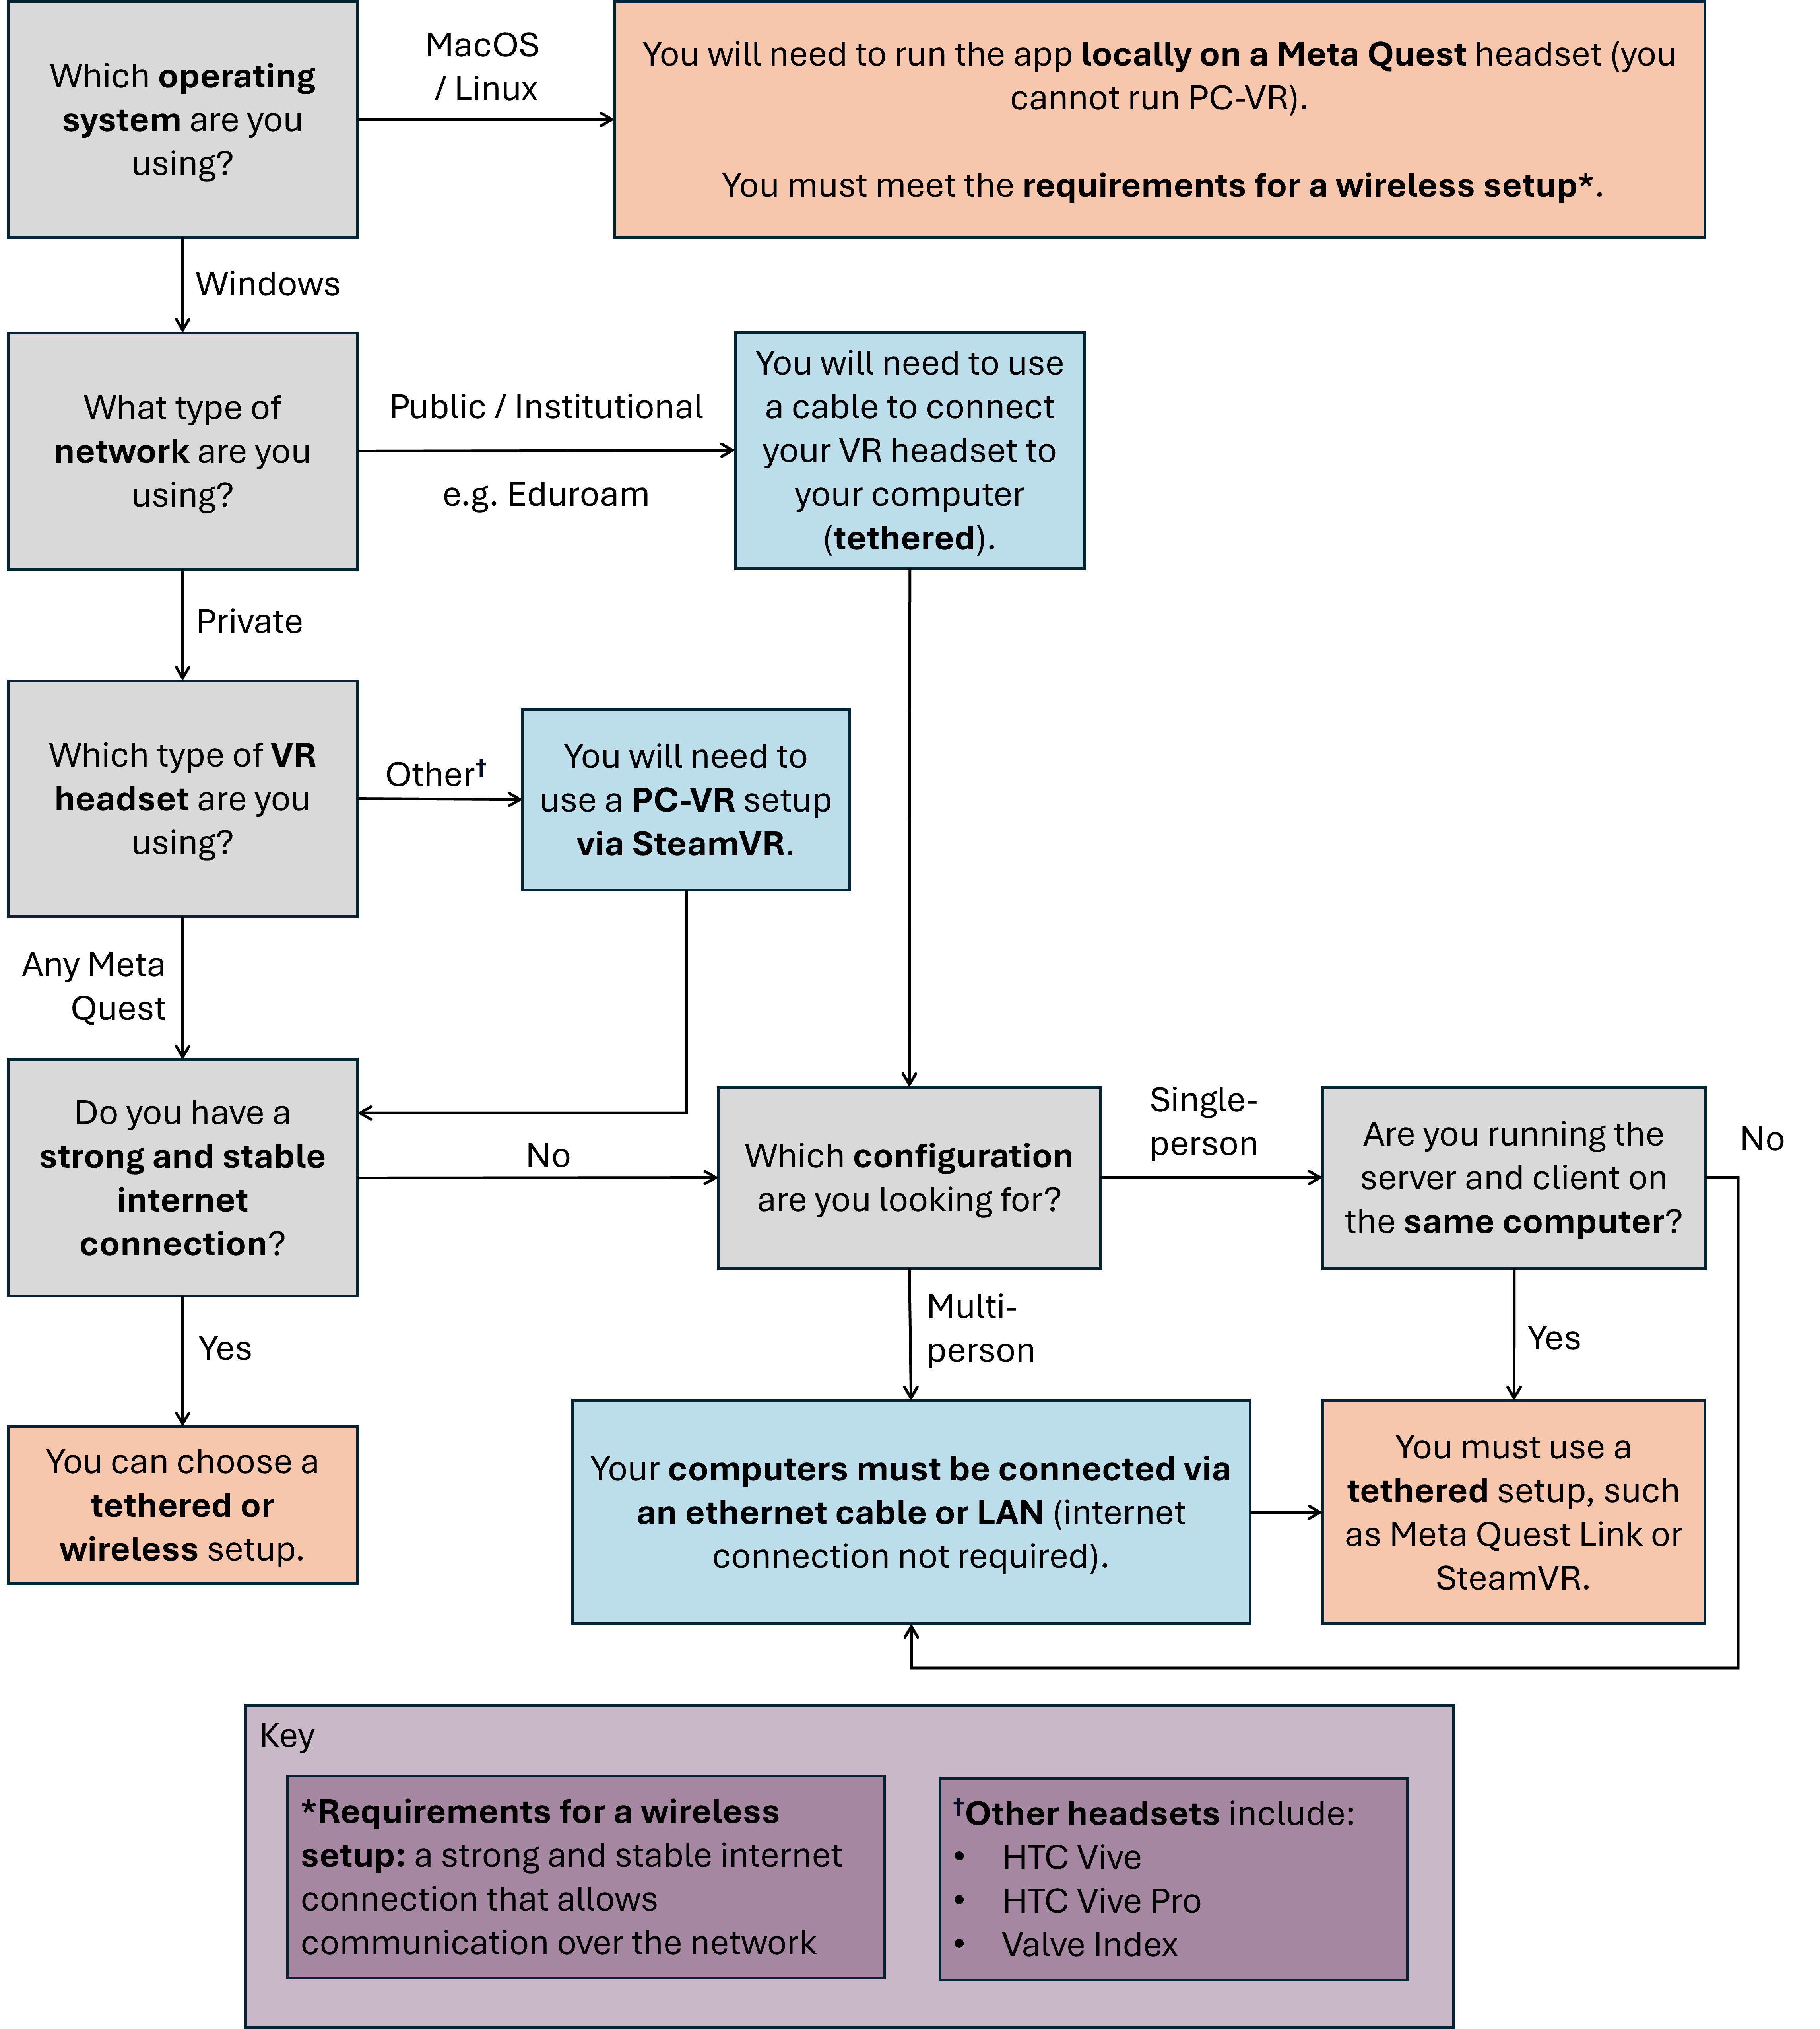 Which operating
system are you
using?
MacOS
/ Linux
You will need to run the app locally on a Meta Quest headset (you
cannot run PC-VR).
You must meet the requirements for a wireless setup*.
Windows
What type of
network are you
using?
Public / Institutional
e.g. Eduroam
You will need to use
a cable to connect
your VR headset to
your computer
(tethered).
Private
Which type of VR
headset are you
using?
Other†
You will need to
use a PC-VR setup
via SteamVR.
Any Meta
Quest
Do you have a
strong and stable
internet
connection?
No
Which configuration
are you looking for?
Single-
person
Are you running the
server and client on
the same computer?
No
Yes
Multi-
person
Yes
You can choose a
tethered or
wireless setup.
Your computers must be connected via
an ethernet cable or LAN (internet
connection not required).
You must use a
tethered setup, such
as Meta Quest Link or
SteamVR.
Key
*Requirements for a wireless
setup: a strong and stable internet
connection that allows
communication over the network
†Other headsets include:
• HTC Vive
• HTC Vive Pro
• Valve Index